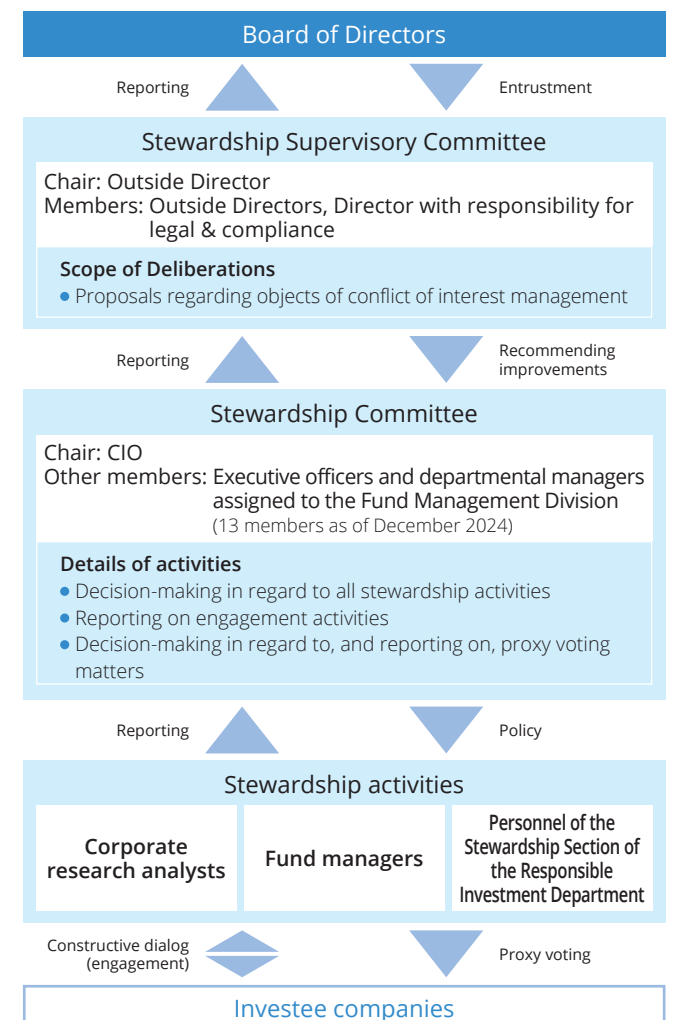 Board of Directors
Reporting
Entrustment
Stewardship Supervisory Committee
Chair: Outside Director
Members: Outside Directors, Director with responsibility for
legal & compliance
Scope of Deliberations
• Proposals regarding objects of conflict of interest management
Reporting
Recommending
improvements
Stewardship Committee
Chair: CIO
Other members: Executive officers and departmental managers
assigned to the Fund Management Division
(13 members as of December 2024)
Details of activities
• Decision-making in regard to all stewardship activities
• Reporting on engagement activities
• Decision-making in regard to, and reporting on, proxy voting
matters
Reporting
Policy
Stewardship activities
Corporate
research analysts
Fund managers
Personnel of the
Stewardship Section of
the Responsible
Investment Department
Constructive dialog
(engagement)
Proxy voting
Investee companies